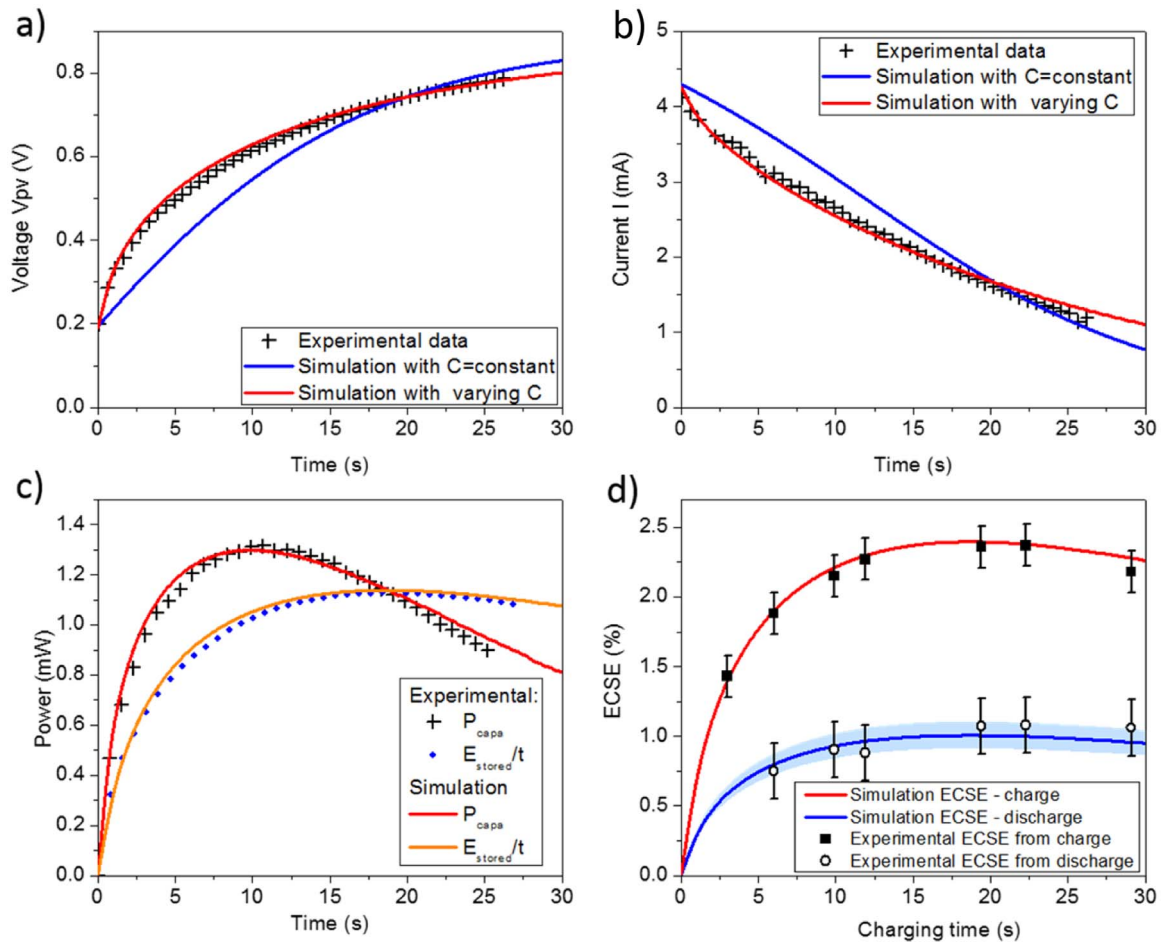 a)
Voltage Vpv (V)
0.8
0.6
0.4
0.2
0.0
Experimental data
Simulation with C=constant
Simulation with varying C
0 5 10 15 20 25 30
Time (s)
b)
Current I (mA)
5
4
3
2
1
0
Experimental data
Simulation with C=constant
Simulation with varying C
0 5 10 15 20 25 30
Time (s)
c)
Power (mW)
1.4
1.2
1.0
0.8
0.6
0.4
0.2
0.0
Experimental:
P_capa
E_stored/t
Simulation
P_capa
E_stored/t
0 5 10 15 20 25 30
Time (s)
d)
ECSE (%)
2.5
2.0
1.5
1.0
0.5
0.0
Simulation ECSE - charge
Simulation ECSE - discharge
Experimental ECSE from charge
Experimental ECSE from discharge
0 5 10 15 20 25 30
Charging time (s)